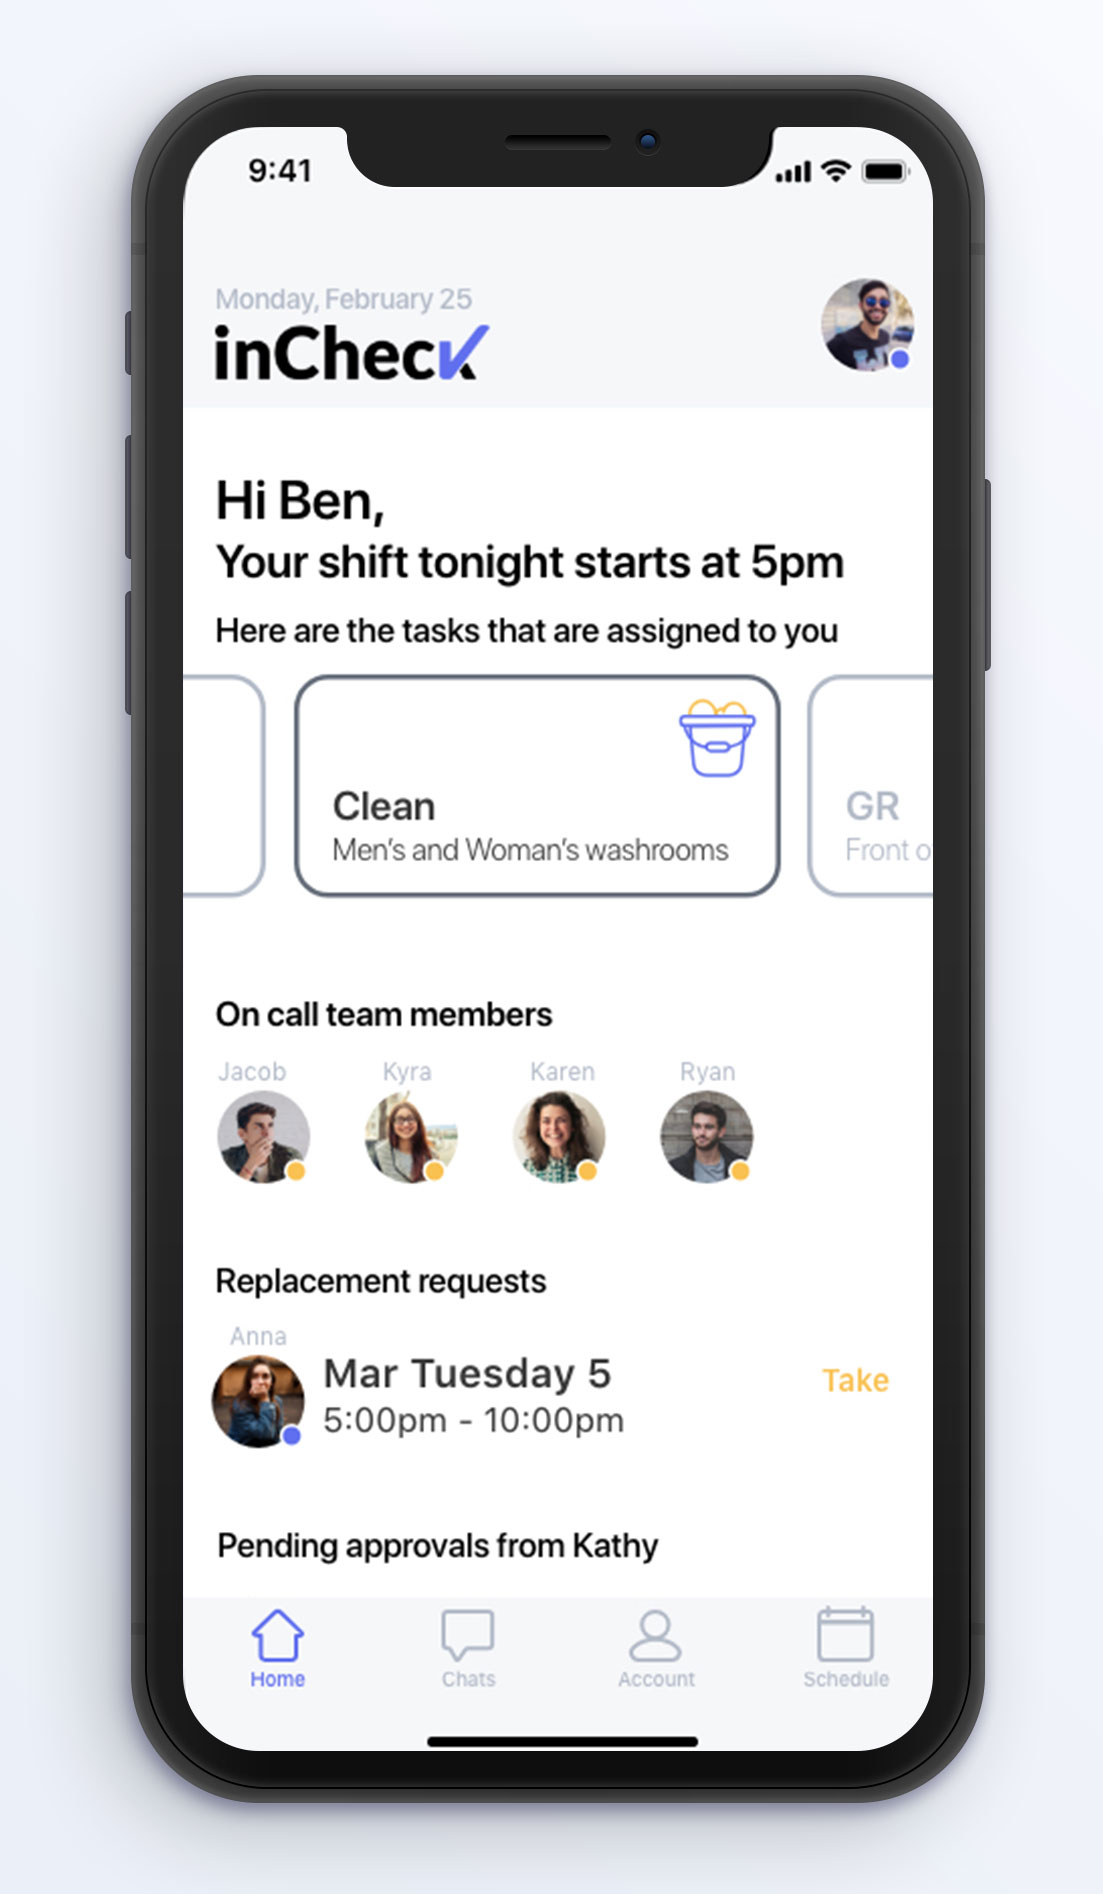 9:41
Monday, February 25
inCheck
Hi Ben,
Your shift tonight starts at 5pm
Here are the tasks that are assigned to you
Clean
Men's and Woman's washrooms
GR
Front o
On call team members
Jacob Kyra Karen Ryan
Replacement requests
Anna
Mar Tuesday 5
5:00pm - 10:00pm
Take
Pending approvals from Kathy
Home Chats Account Schedule